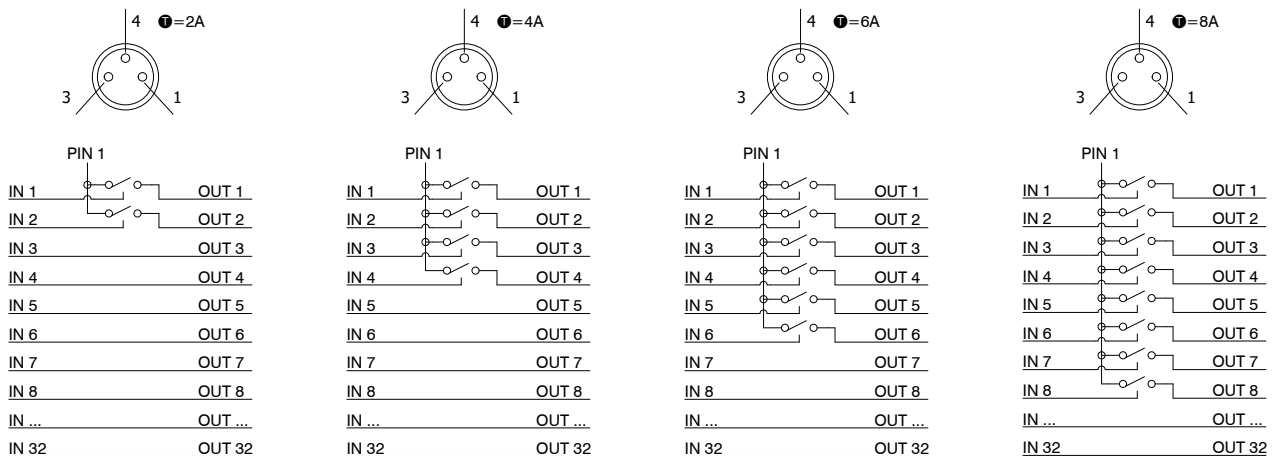 4 🅣=2A
3 1
PIN 1
IN 1 OUT 1
IN 2 OUT 2
IN 3 OUT 3
IN 4 OUT 4
IN 5 OUT 5
IN 6 OUT 6
IN 7 OUT 7
IN 8 OUT 8
IN ... OUT ...
IN 32 OUT 32
4 🅣=4A
3 1
PIN 1
IN 1 OUT 1
IN 2 OUT 2
IN 3 OUT 3
IN 4 OUT 4
IN 5 OUT 5
IN 6 OUT 6
IN 7 OUT 7
IN 8 OUT 8
IN ... OUT ...
IN 32 OUT 32
4 🅣=6A
3 1
PIN 1
IN 1 OUT 1
IN 2 OUT 2
IN 3 OUT 3
IN 4 OUT 4
IN 5 OUT 5
IN 6 OUT 6
IN 7 OUT 7
IN 8 OUT 8
IN ... OUT ...
IN 32 OUT 32
4 🅣=8A
3 1
PIN 1
IN 1 OUT 1
IN 2 OUT 2
IN 3 OUT 3
IN 4 OUT 4
IN 5 OUT 5
IN 6 OUT 6
IN 7 OUT 7
IN 8 OUT 8
IN ... OUT ...
IN 32 OUT 32